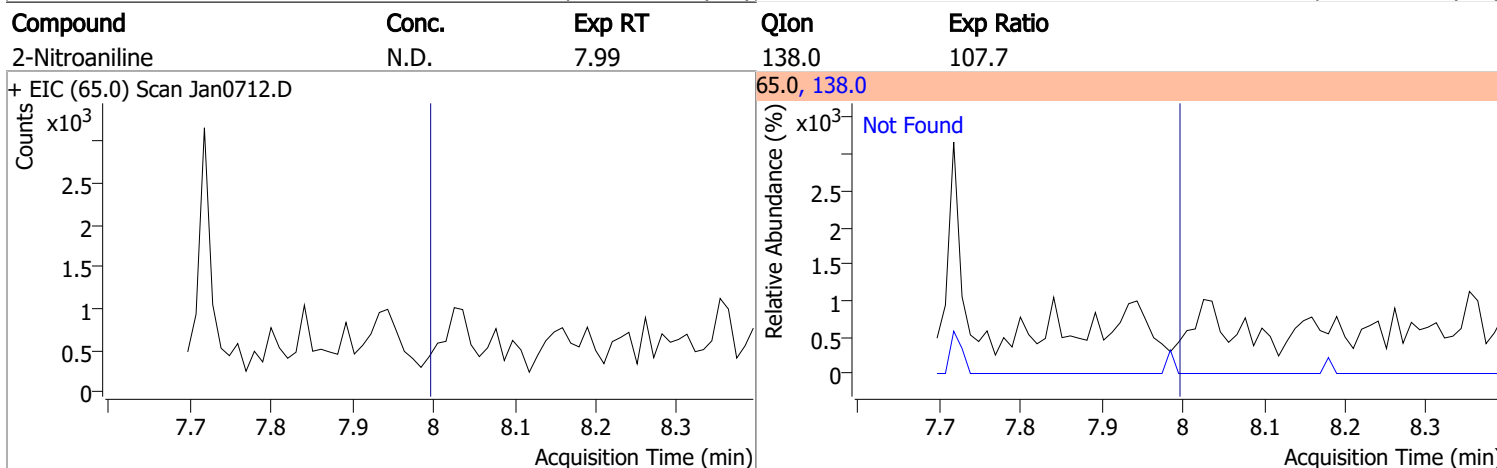 Compound Conc. Exp RT QIon Exp Ratio
2-Nitroaniline N.D. 7.99 138.0 107.7
+ EIC (65.0) Scan Jan0712.D
Counts
x10³
2.5
2
1.5
1
0.5
0
7.7 7.8 7.9 8 8.1 8.2 8.3
Acquisition Time (min)
65.0, 138.0
Relative Abundance (%)
x10³
Not Found
2.5
2
1.5
1
0.5
0
7.7 7.8 7.9 8 8.1 8.2 8.3
Acquisition Time (min)